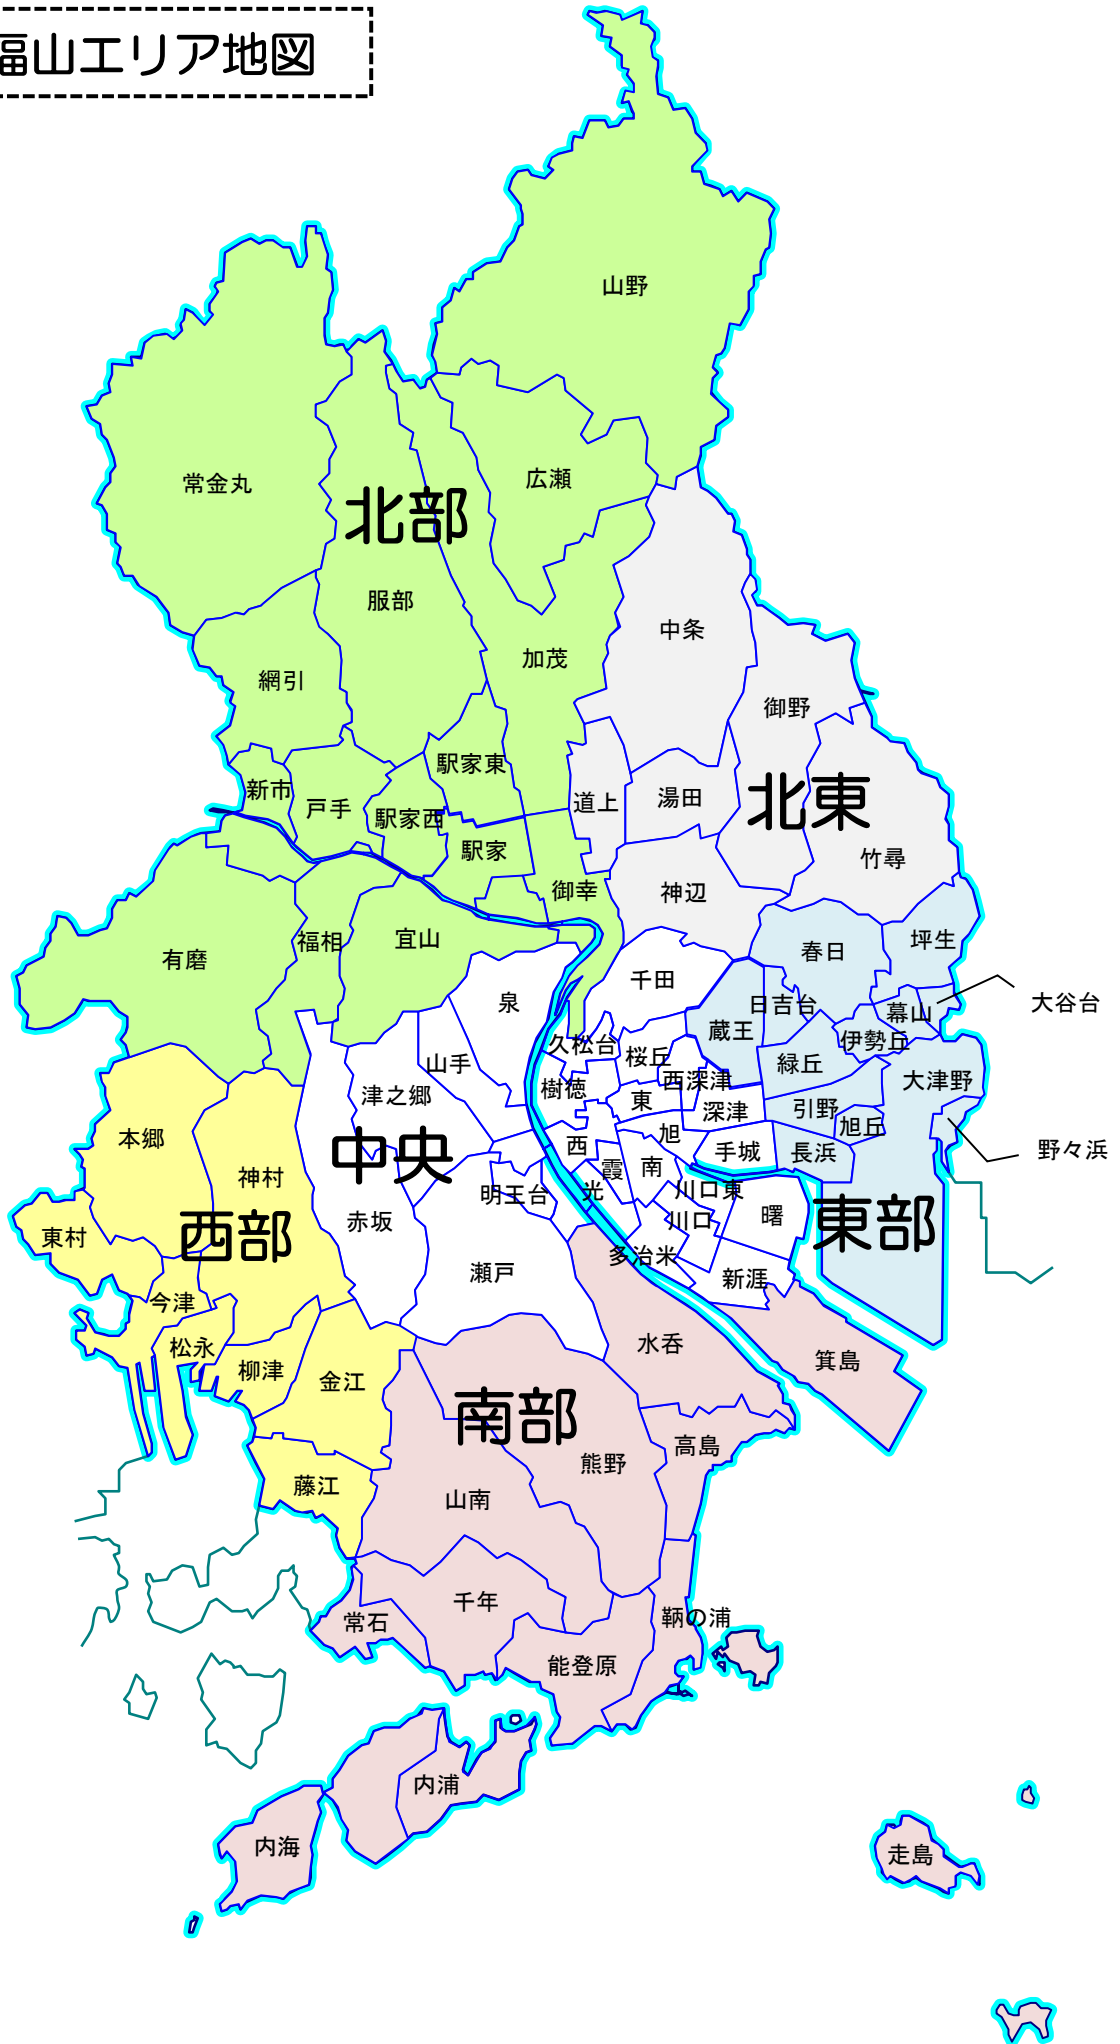 福山エリア地図
山野
常金丸
広瀬
北部
服部
中条
加茂
網引
御野
駅家東
新市
戸手
駅家西
道上
湯田
北東
駅家
竹尋
御幸
神辺
福相
宜山
有磨
春日
坪生
千田
泉
日吉台
大谷台
幕山
蔵王
久松台
伊勢丘
山手
桜丘
緑丘
西深津
大津野
樹徳
津之郷
東
深津
引野
旭丘
本郷
中央
旭
手城
長浜
野々浜
西
神村
霞
南
明王台
光
川口東
赤坂
川口
曙
東部
東村
西部
多治米
瀬戸
新涯
今津
松永
水呑
箕島
柳津
金江
南部
高島
熊野
藤江
山南
千年
常石
鞆の浦
能登原
内浦
内海
走島